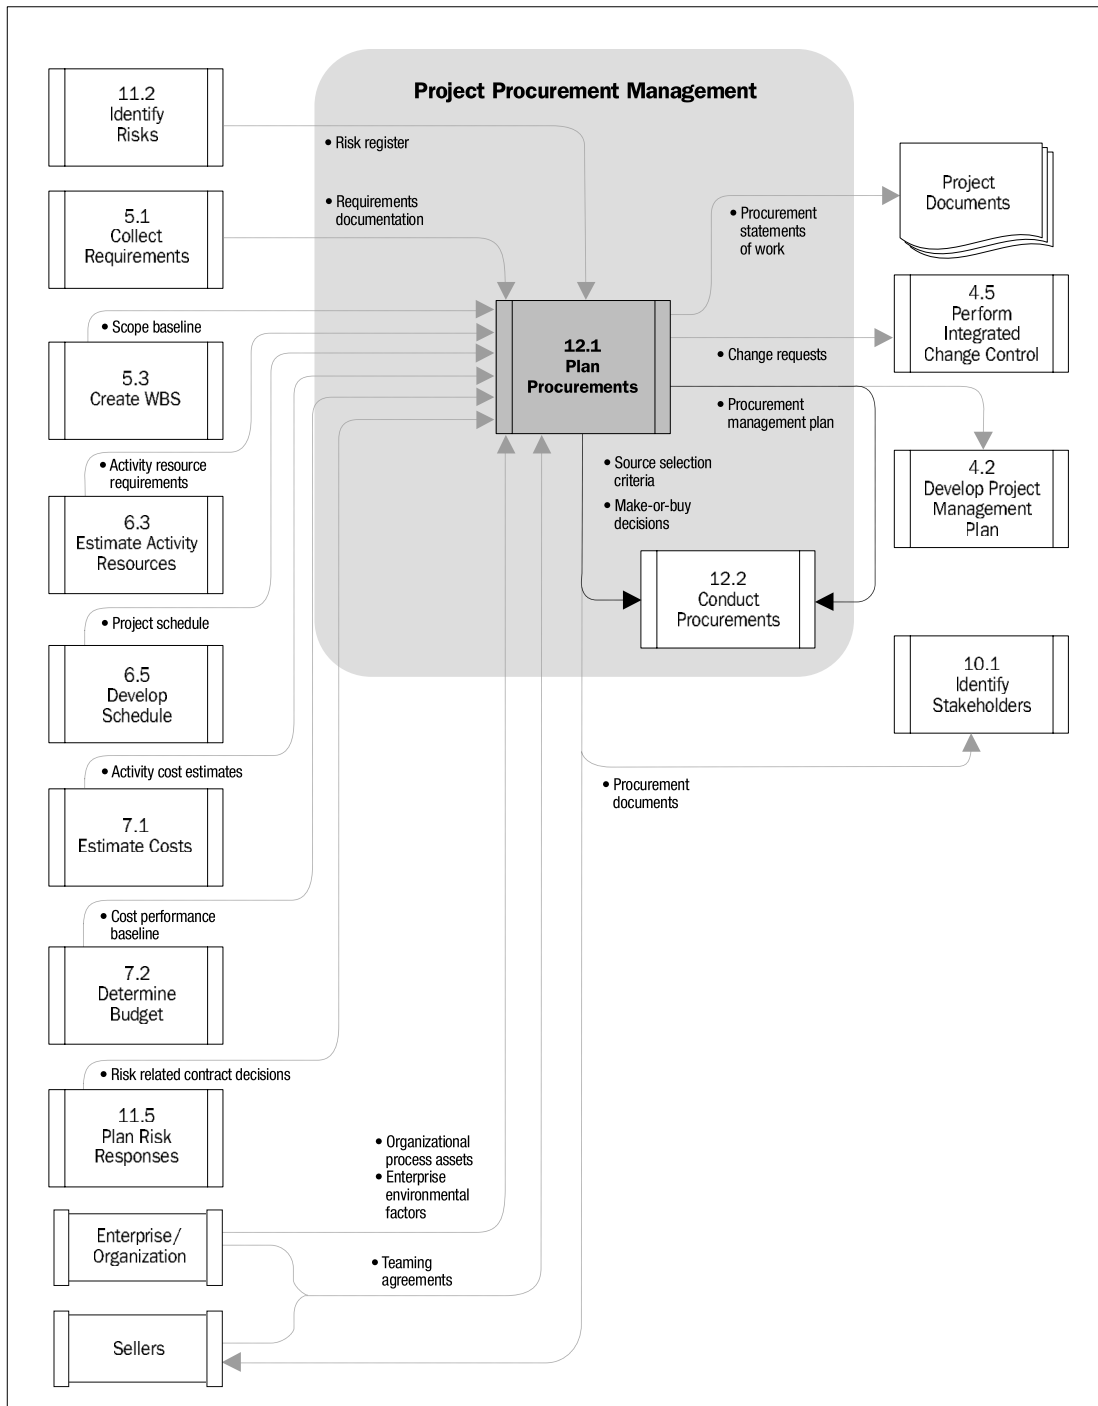 Project Procurement Management
11.2
Identify
Risks
• Risk register
5.1
Collect
Requirements
• Requirements
documentation
• Scope baseline
5.3
Create WBS
• Activity resource
requirements
6.3
Estimate Activity
Resources
• Project schedule
6.5
Develop
Schedule
• Activity cost estimates
7.1
Estimate Costs
• Cost performance
baseline
7.2
Determine
Budget
• Risk related contract decisions
11.5
Plan Risk
Responses
• Organizational
process assets
• Enterprise
environmental
factors
Enterprise/
Organization
• Teaming
agreements
Sellers
12.1
Plan
Procurements
• Procurement
statements
of work
Project
Documents
• Change requests
4.5
Perform
Integrated
Change Control
• Procurement
management plan
4.2
Develop Project
Management
Plan
• Source selection
criteria
• Make-or-buy
decisions
12.2
Conduct
Procurements
10.1
Identify
Stakeholders
• Procurement
documents